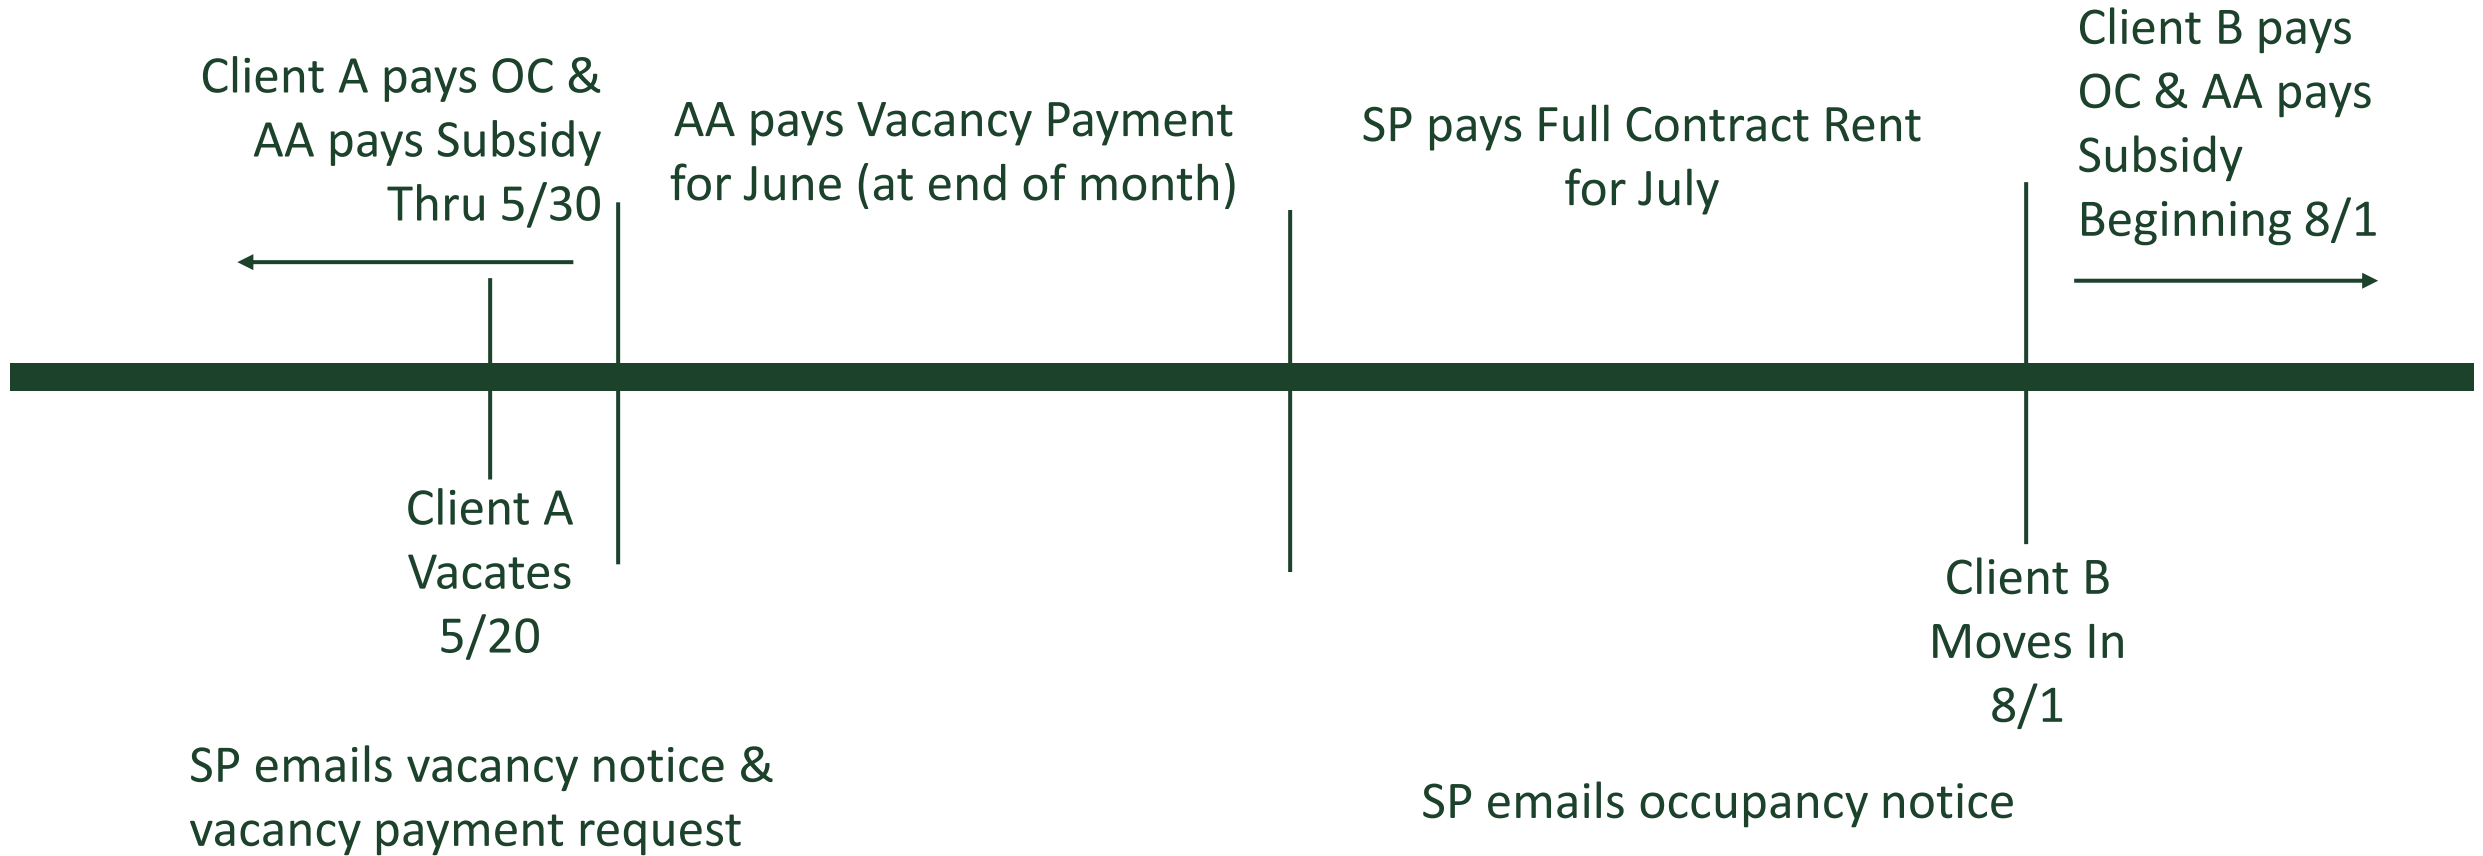 Client A pays OC &
AA pays Subsidy
Thru 5/30
AA pays Vacancy Payment
for June (at end of month)
SP pays Full Contract Rent
for July
Client B pays
OC & AA pays
Subsidy
Beginning 8/1
Client A
Vacates
5/20
Client B
Moves In
8/1
SP emails vacancy notice &
vacancy payment request
SP emails occupancy notice